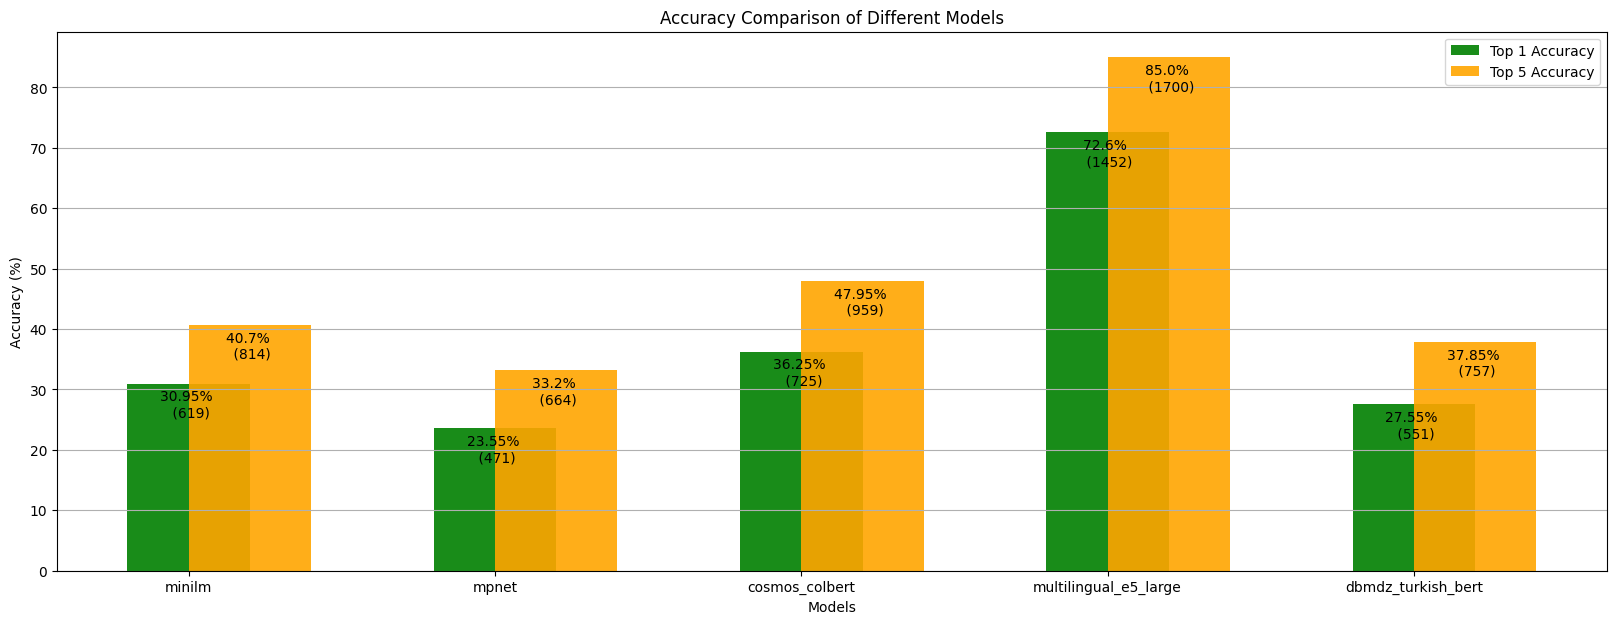 Accuracy Comparison of Different Models
Top 1 Accuracy
Top 5 Accuracy
Accuracy (%)
80
70
60
50
40
30
20
10
0
30.95%
(619)
40.7%
(814)
23.55%
(471)
33.2%
(664)
36.25%
(725)
47.95%
(959)
72.6%
(1452)
85.0%
(1700)
27.55%
(551)
37.85%
(757)
minilm
mpnet
cosmos_colbert
multilingual_e5_large
dbmdz_turkish_bert
Models